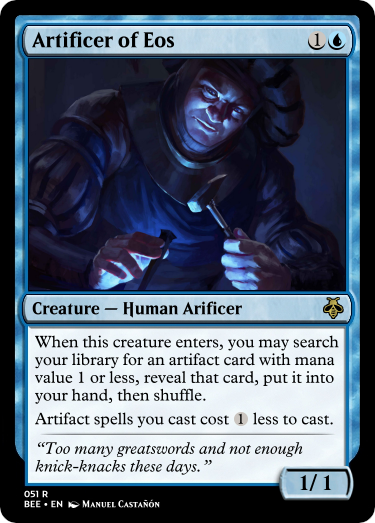 Artificer of Eos 1
Creature — Human Arificer
When this creature enters, you may search
your library for an artifact card with mana
value 1 or less, reveal that card, put it into
your hand, then shuffle.
Artifact spells you cast cost 1 less to cast.
“Too many greatswords and not enough
knick-knacks these days.”
1/1
051 R
BEE • EN Manuel Castañón